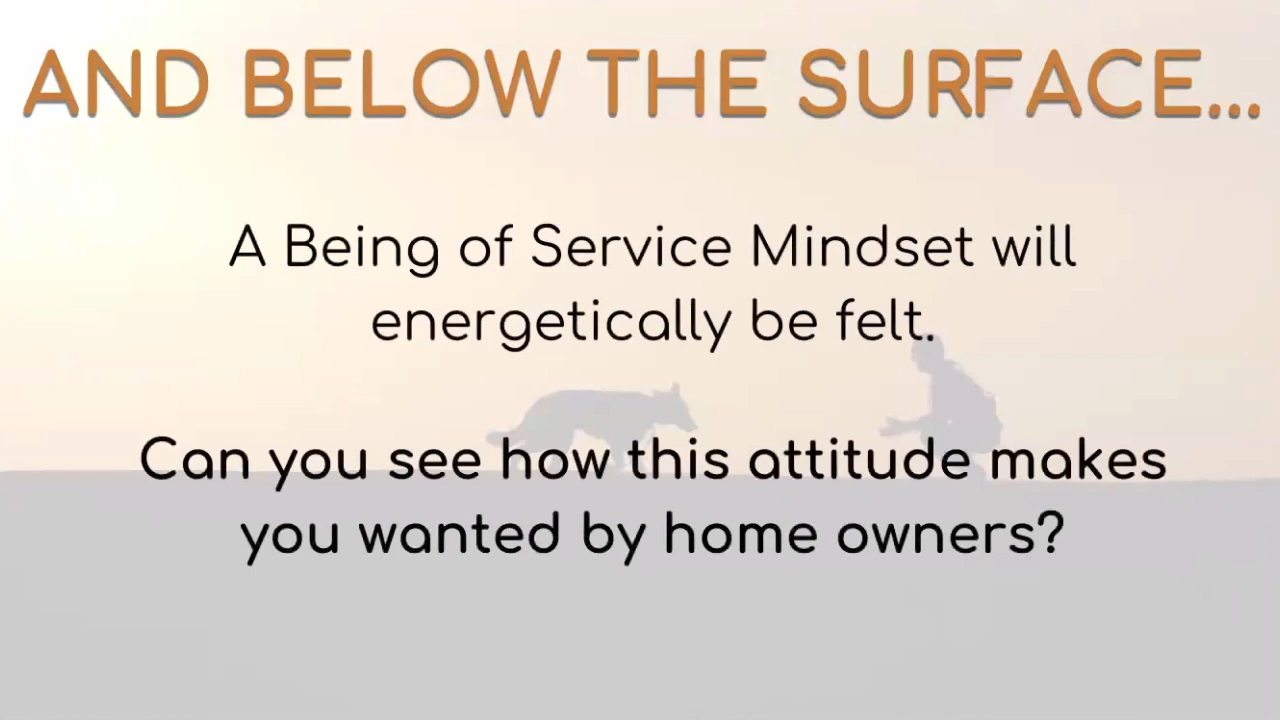 AND BELOW THE SURFACE...
A Being of Service Mindset will
energetically be felt.
Can you see how this attitude makes
you wanted by home owners?